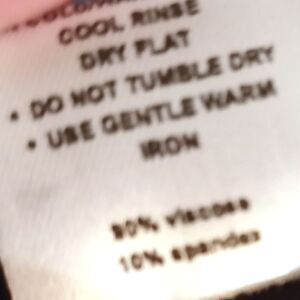 COOL RINSE
DRY FLAT
• DO NOT TUMBLE DRY
• USE GENTLE WARM
IRON
90% viscose
10% spandex